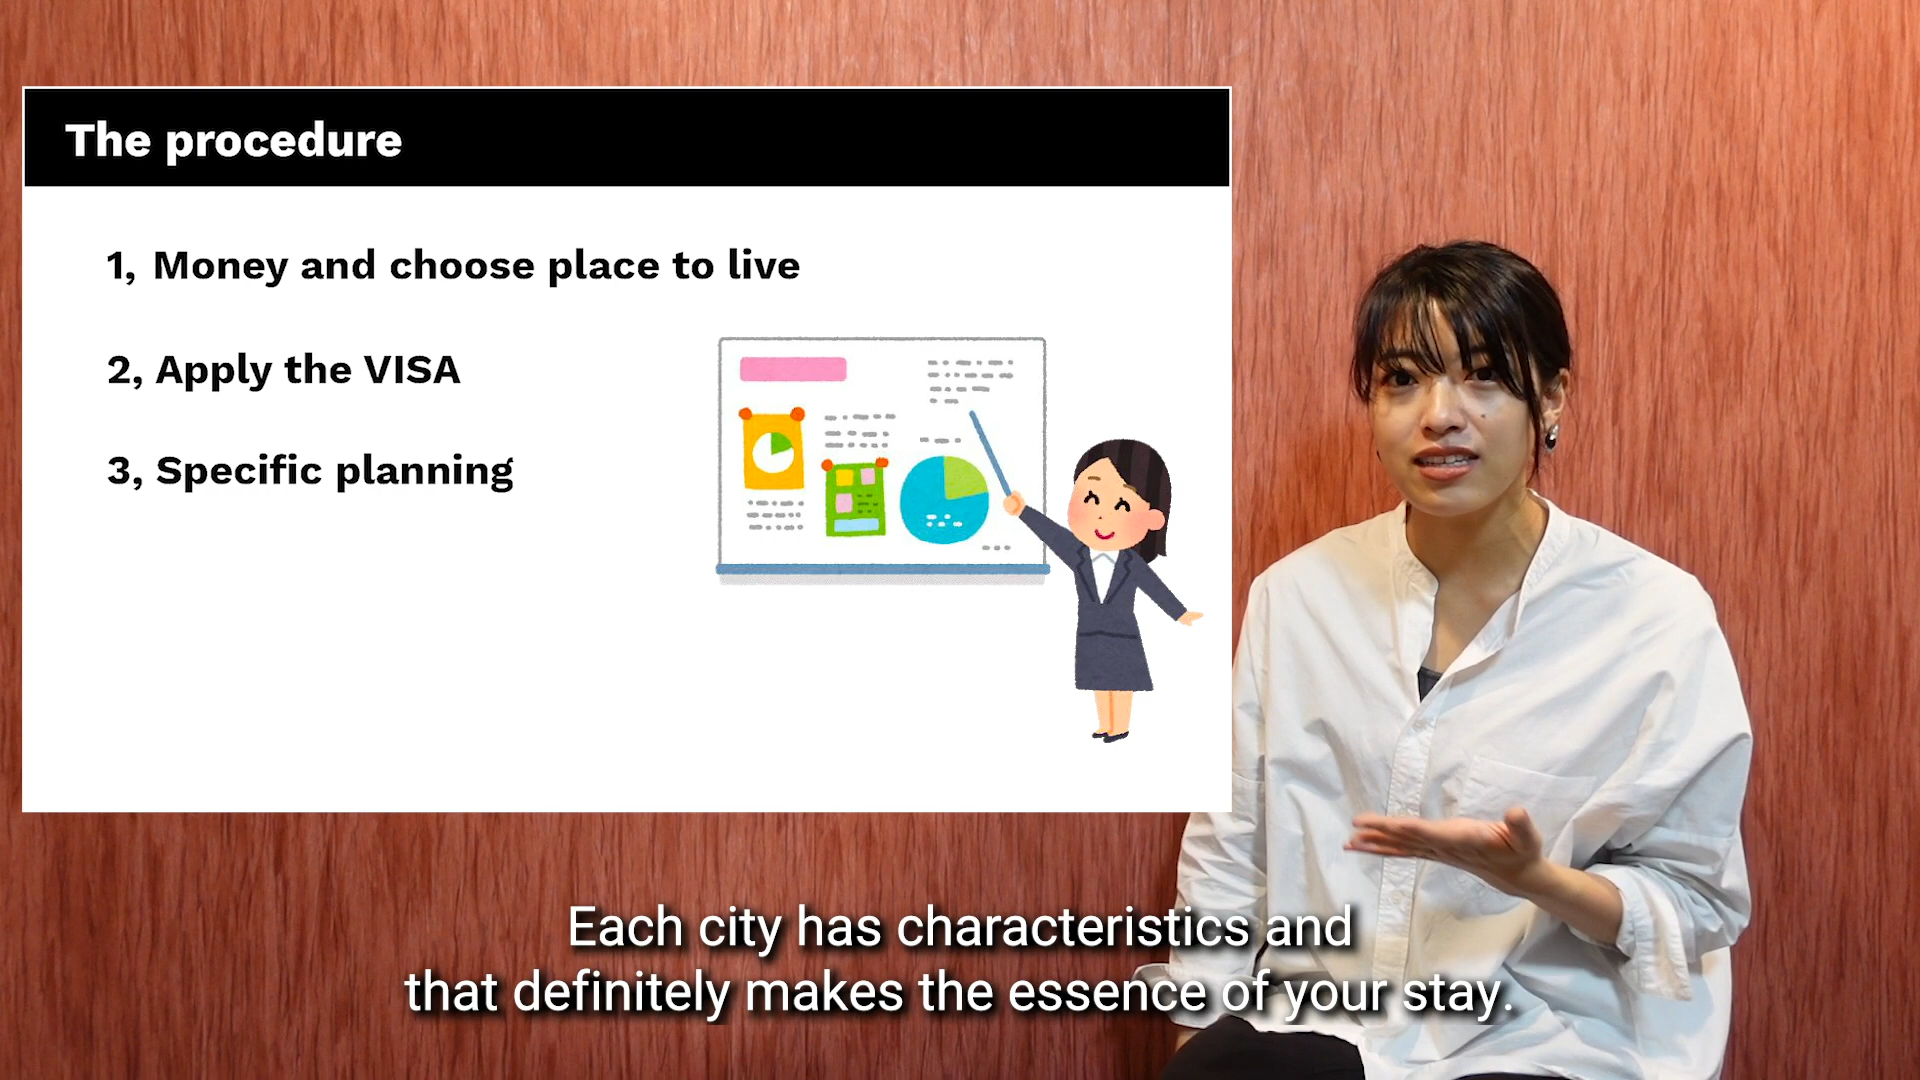 The procedure
1, Money and choose place to live
2, Apply the VISA
3, Specific planning
Each city has characteristics and
that definitely makes the essence of your stay.